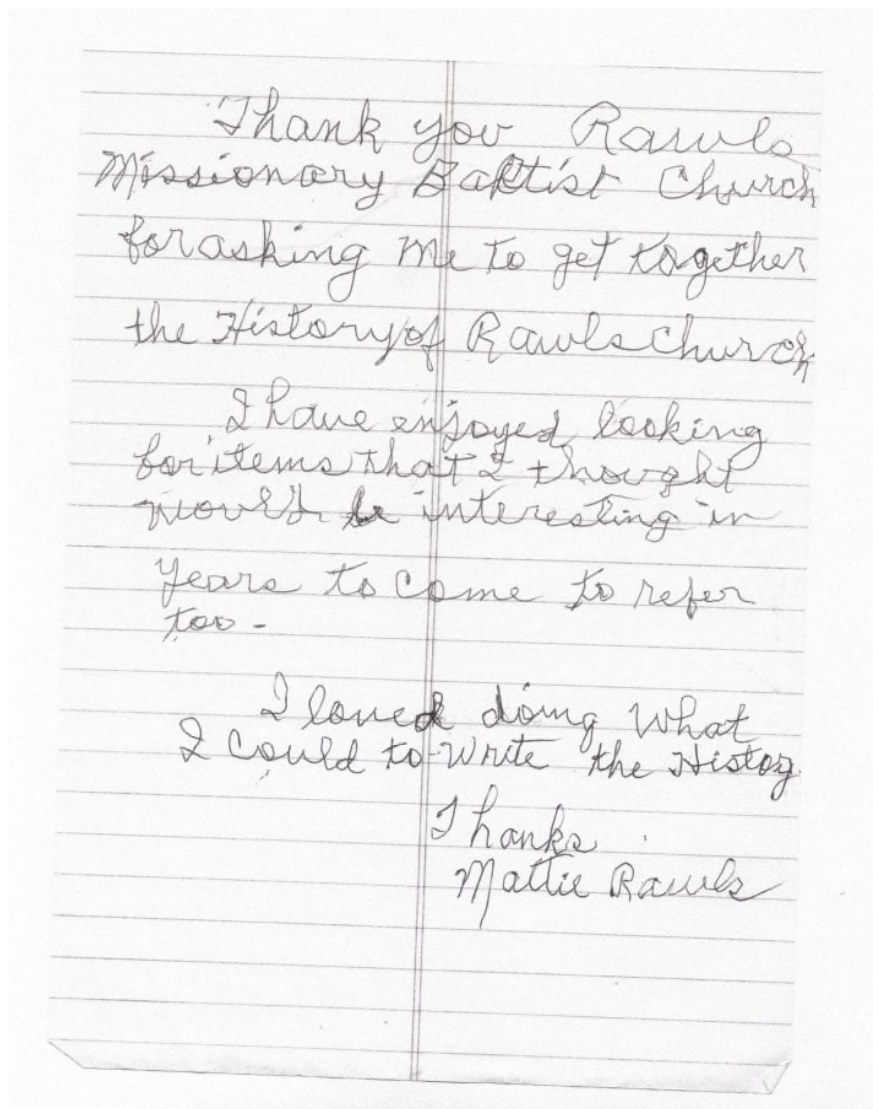 Thank you Rawls
Missionary Baptist Church
for asking me to get together
the History of Rawls Church
I have enjoyed looking
for items that I thought
would be interesting in
years to come to refer
too -
I loved doing what
I could to write the History
Thanks
Mattie Rawls